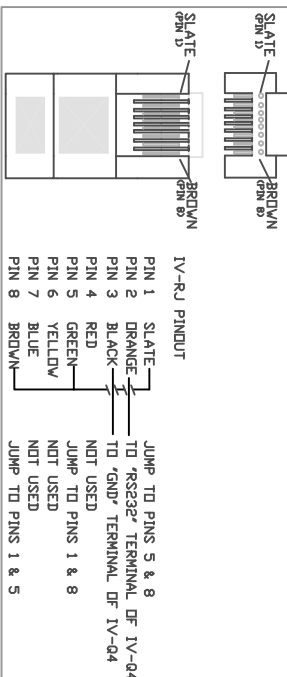 SLATE
(PIN 1)
BROWN
(PIN 8)
SLATE
(PIN 1)
BROWN
(PIN 8)
IV-RJ PINOUT
PIN 1 SLATE JUMP TO PINS 5 & 8
PIN 2 ORANGE TO "RS232" TERMINAL OF IV-Q4
PIN 3 BLACK TO "GND" TERMINAL OF IV-Q4
PIN 4 RED NOT USED
PIN 5 GREEN JUMP TO PINS 1 & 8
PIN 6 YELLOW NOT USED
PIN 7 BLUE NOT USED
PIN 8 BROWN JUMP TO PINS 1 & 5